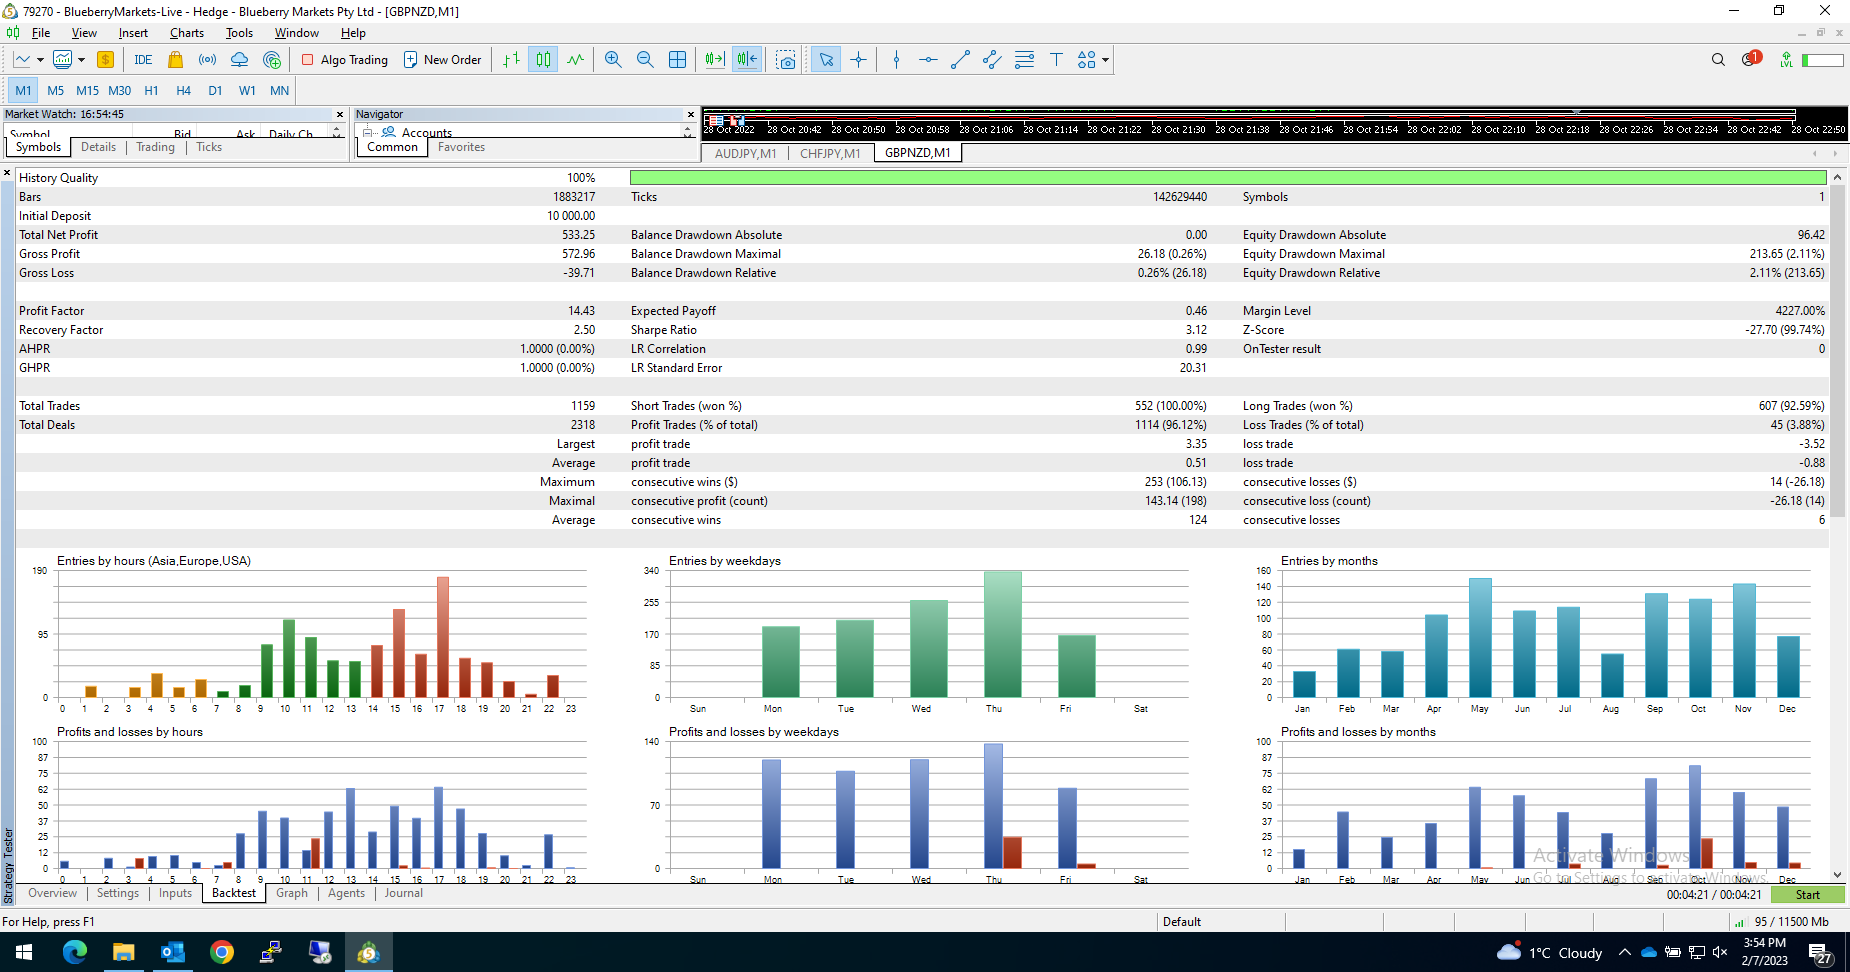 79270 - BlueberryMarkets-Live - Hedge - Blueberry Markets Pty Ltd - [GBPNZD,M1]
File View Insert Charts Tools Window Help
IDE Algo Trading New Order 1 LVL
M1 M5 M15 M30 H1 H4 D1 W1 MN
Market Watch: 16:54:45
Symbol Bid Ask Daily Ch...
Symbols Details Trading Ticks
Navigator
Accounts
Common Favorites
28 Oct 2022 28 Oct 20:42 28 Oct 20:50 28 Oct 20:58 28 Oct 21:06 28 Oct 21:14 28 Oct 21:22 28 Oct 21:30 28 Oct 21:38 28 Oct 21:46 28 Oct 21:54 28 Oct 22:02 28 Oct 22:10 28 Oct 22:18 28 Oct 22:26 28 Oct 22:34 28 Oct 22:42 28 Oct 22:50
AUDJPY,M1 CHFJPY,M1 GBPNZD,M1
History Quality 100%
Bars 1883217 Ticks 142629440 Symbols 1
Initial Deposit 10 000.00
Total Net Profit 533.25 Balance Drawdown Absolute 0.00 Equity Drawdown Absolute 96.42
Gross Profit 572.96 Balance Drawdown Maximal 26.18 (0.26%) Equity Drawdown Maximal 213.65 (2.11%)
Gross Loss -39.71 Balance Drawdown Relative 0.26% (26.18) Equity Drawdown Relative 2.11% (213.65)
Profit Factor 14.43 Expected Payoff 0.46 Margin Level 4227.00%
Recovery Factor 2.50 Sharpe Ratio 3.12 Z-Score -27.70 (99.74%)
AHPR 1.0000 (0.00%) LR Correlation 0.99 OnTester result 0
GHPR 1.0000 (0.00%) LR Standard Error 20.31
Total Trades 1159 Short Trades (won %) 552 (100.00%) Long Trades (won %) 607 (92.59%)
Total Deals 2318 Profit Trades (% of total) 1114 (96.12%) Loss Trades (% of total) 45 (3.88%)
Largest profit trade 3.35 loss trade -3.52
Average profit trade 0.51 loss trade -0.88
Maximum consecutive wins ($) 253 (106.13) consecutive losses ($) 14 (-26.18)
Maximal consecutive profit (count) 143.14 (198) consecutive loss (count) -26.18 (14)
Average consecutive wins 124 consecutive losses 6
Entries by hours (Asia,Europe,USA)
190
95
0
0 1 2 3 4 5 6 7 8 9 10 11 12 13 14 15 16 17 18 19 20 21 22 23
Entries by weekdays
340
255
170
85
0
Sun Mon Tue Wed Thu Fri Sat
Entries by months
160
140
120
100
80
60
40
20
0
Jan Feb Mar Apr May Jun Jul Aug Sep Oct Nov Dec
Profits and losses by hours
100
87
75
62
50
37
25
12
0
0 1 2 3 4 5 6 7 8 9 10 11 12 13 14 15 16 17 18 19 20 21 22 23
Profits and losses by weekdays
140
70
0
Sun Mon Tue Wed Thu Fri Sat
Profits and losses by months
100
87
75
62
50
37
25
12
0
Jan Feb Mar Apr May Jun Jul Aug Sep Oct Nov Dec
Activate Windows
Go to Settings to activate Windows.
Strategy Tester
Overview Settings Inputs Backtest Graph Agents Journal
00:04:21 / 00:04:21 Start
For Help, press F1 Default 95 / 11500 Mb
1°C Cloudy
3:54 PM
2/7/2023
27